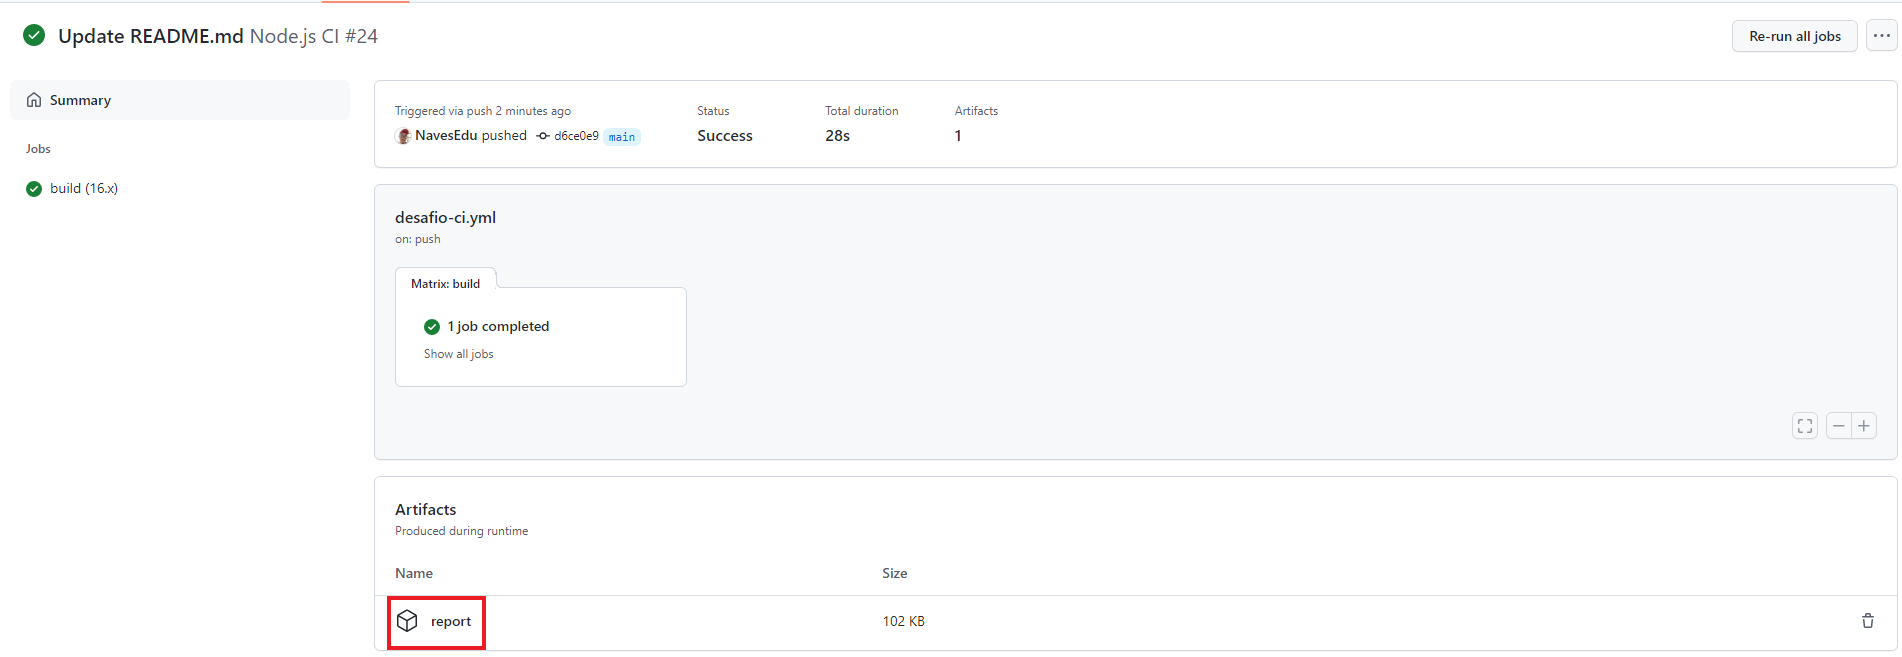 Update README.md Node.js CI #24
Re-run all jobs
Summary
Jobs
build (16.x)
Triggered via push 2 minutes ago
NavesEdu pushed d6ce0e9 main
Status
Success
Total duration
28s
Artifacts
1
desafio-ci.yml
on: push
Matrix: build
1 job completed
Show all jobs
Artifacts
Produced during runtime
Name Size
report 102 KB